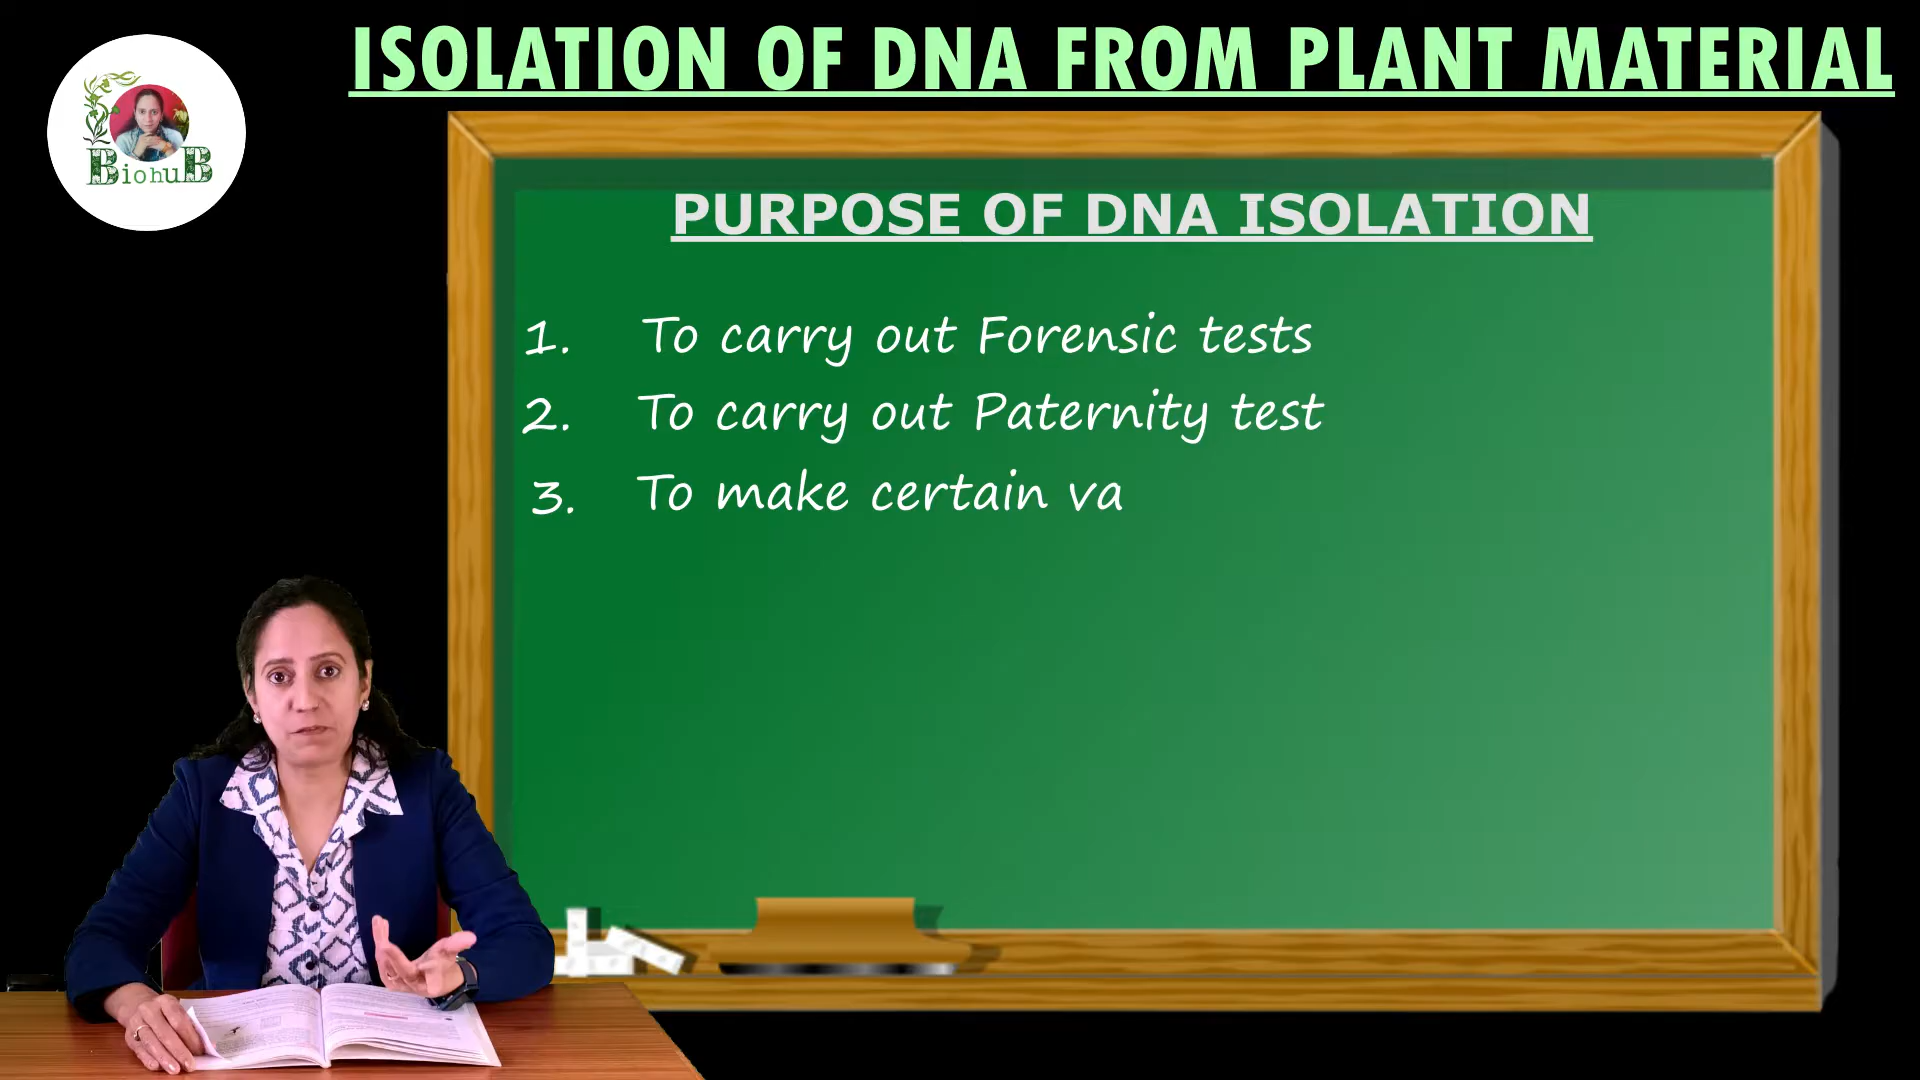 ISOLATION OF DNA FROM PLANT MATERIAL
BiohuB
PURPOSE OF DNA ISOLATION
1. To carry out Forensic tests
2. To carry out Paternity test
3. To make certain va